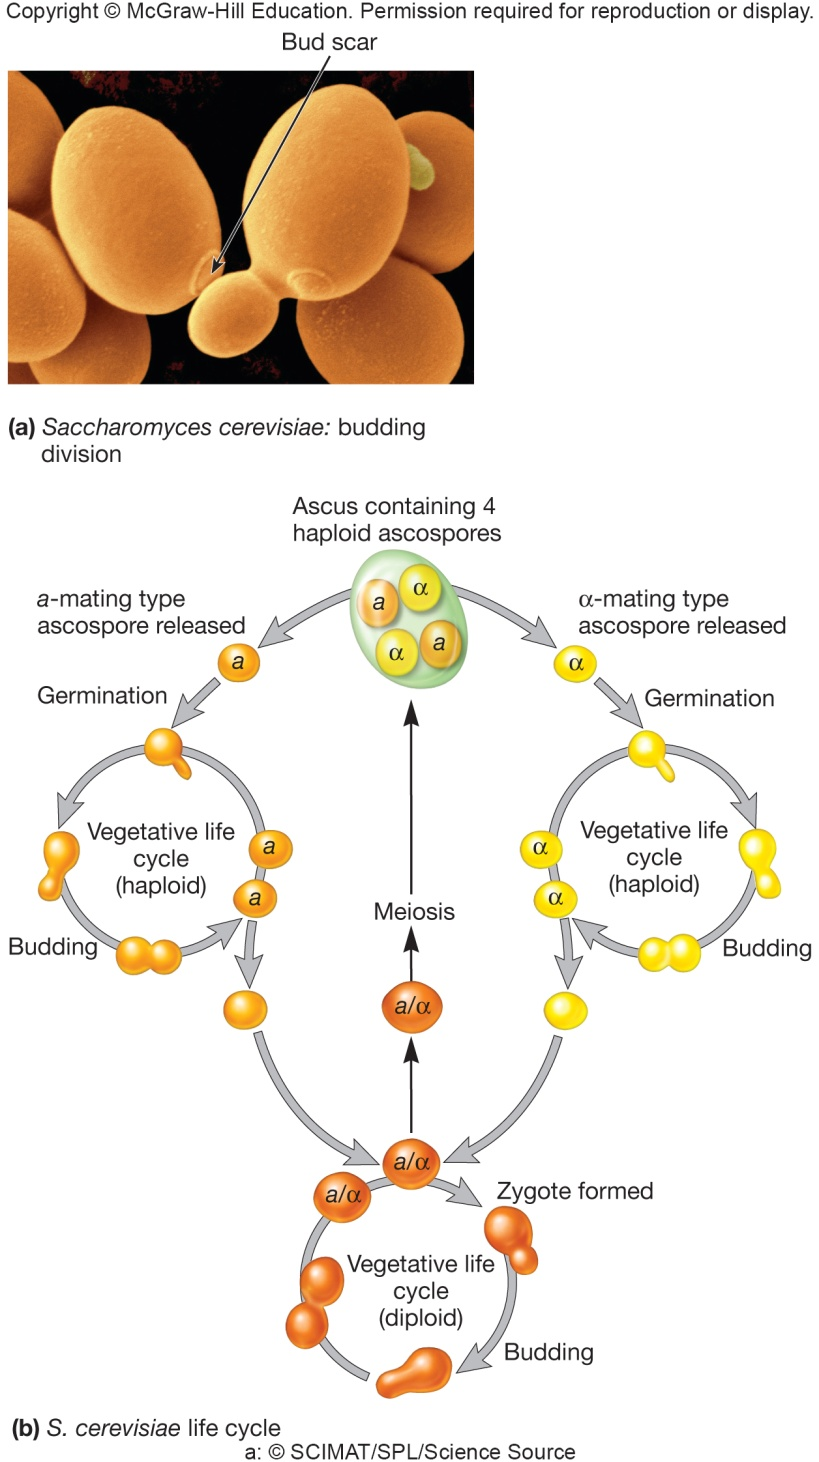 Copyright © McGraw-Hill Education. Permission required for reproduction or display.
Bud scar
(a) Saccharomyces cerevisiae: budding
division
Ascus containing 4
haploid ascospores
a-mating type
ascospore released
α-mating type
ascospore released
a
α
α
a
a
α
Germination
Germination
Vegetative life
cycle
(haploid)
a
a
Vegetative life
cycle
(haploid)
α
α
Meiosis
Budding
Budding
a/α
a/α
a/α
Zygote formed
Vegetative life
cycle
(diploid)
Budding
(b) S. cerevisiae life cycle
a: © SCIMAT/SPL/Science Source